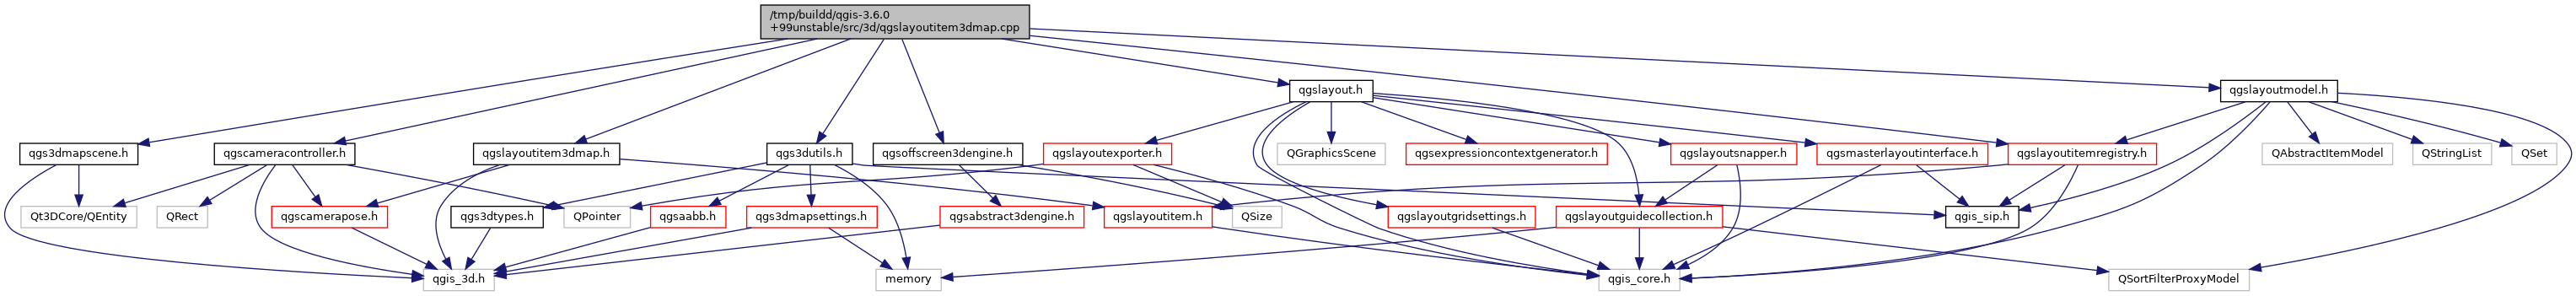 /tmp/buildd/qgis-3.6.0
+99unstable/src/3d/qgslayoutitem3dmap.cpp
qgslayout.h
qgslayoutmodel.h
qgs3dmapscene.h
qgscameracontroller.h
qgslayoutitem3dmap.h
qgs3dutils.h
qgsoffscreen3dengine.h
qgslayoutexporter.h
QGraphicsScene
qgsexpressioncontextgenerator.h
qgslayoutsnapper.h
qgsmasterlayoutinterface.h
qgslayoutitemregistry.h
QAbstractItemModel
QStringList
QSet
Qt3DCore/QEntity
QRect
qgscamerapose.h
qgs3dtypes.h
QPointer
qgsaabb.h
qgs3dmapsettings.h
qgsabstract3dengine.h
qgslayoutitem.h
QSize
qgslayoutgridsettings.h
qgslayoutguidecollection.h
qgis_sip.h
qgis_3d.h
memory
qgis_core.h
QSortFilterProxyModel